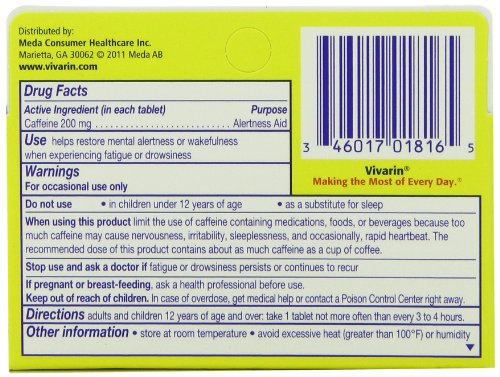 Distributed by:
Meda Consumer Healthcare Inc.
Marietta, GA 30062 © 2011 Meda AB
www.vivarin.com
3 46017 01816 5
Vivarin®
Making the Most of Every Day.®
Drug Facts
Active Ingredient (in each tablet) Purpose
Caffeine 200 mg . . . . . . . . . . . . . . . . . . . . . . . . . . Alertness Aid
Use helps restore mental alertness or wakefulness
when experiencing fatigue or drowsiness
Warnings
For occasional use only
Do not use • in children under 12 years of age • as a substitute for sleep
When using this product limit the use of caffeine containing medications, foods, or beverages because too
much caffeine may cause nervousness, irritability, sleeplessness, and occasionally, rapid heartbeat. The
recommended dose of this product contains about as much caffeine as a cup of coffee.
Stop use and ask a doctor if fatigue or drowsiness persists or continues to recur
If pregnant or breast-feeding, ask a health professional before use.
Keep out of reach of children. In case of overdose, get medical help or contact a Poison Control Center right away.
Directions adults and children 12 years of age and over: take 1 tablet not more often than every 3 to 4 hours.
Other information • store at room temperature • avoid excessive heat (greater than 100°F) or humidity